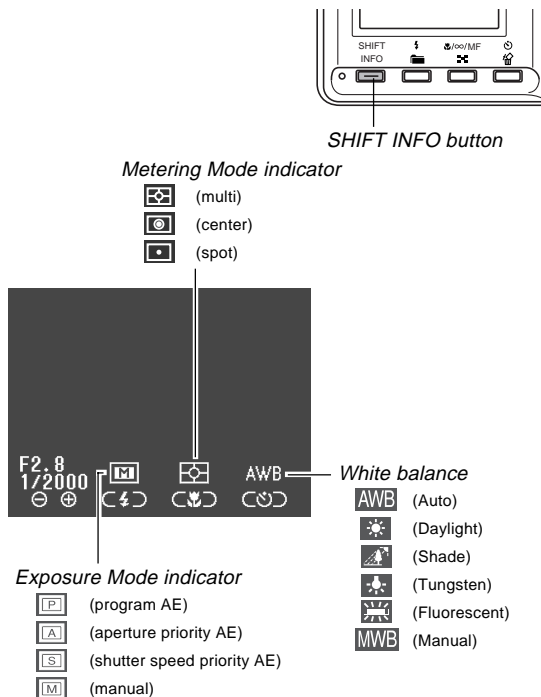 SHIFT
INFO
/∞/MF
SHIFT INFO button
Metering Mode indicator
(multi)
(center)
(spot)
F2.8
1/2000
M
AWB
White balance
AWB (Auto)
(Daylight)
(Shade)
(Tungsten)
(Fluorescent)
MWB (Manual)
Exposure Mode indicator
P (program AE)
A (aperture priority AE)
S (shutter speed priority AE)
M (manual)